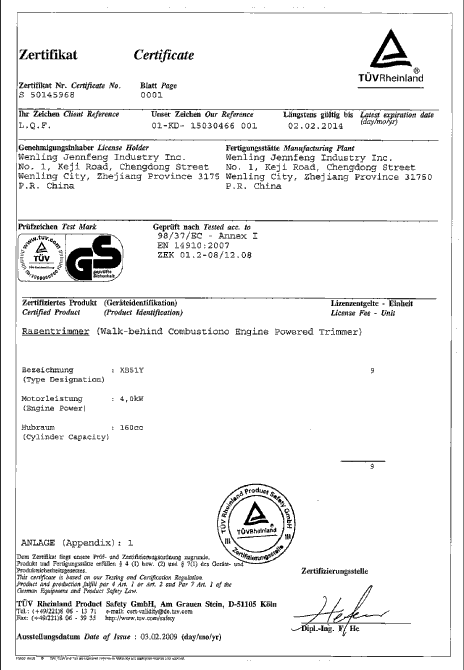 Zertifikat Certificate
TÜVRheinland ®
Zertifikat Nr. Certificate No. Blatt Page
S 50145968 0001
Ihr Zeichen Client Reference Unser Zeichen Our Reference Längstens gültig bis Latest expiration date
(day/mo/yr)
L.Q.F. 01-KD- 15030466 001 02.02.2014
Genehmigungsinhaber License Holder Fertigungsstätte Manufacturing Plant
Wenling Jennfeng Industry Inc. Wenling Jennfeng Industry Inc.
No. 1, Keji Road, Chengdong Street No. 1, Keji Road, Chengdong Street
Wenling City, Zhejiang Province 3175 Wenling City, Zhejiang Province 31750
P.R. China P.R. China
Prüfzeichen Test Mark Geprüft nach Tested acc. to
98/37/EC - Annex I
EN 14910:2007
ZEK 01.2-08/12.08
www.tuv.com
TÜV
GS
geprüfte
Sicherheit
Zertifiziertes Produkt (Geräteidentifikation) Lizenzentgelte - Einheit
Certified Product (Product Identification) License Fee - Unit
Rasentrimmer (Walk-behind Combustiono Engine Powered Trimmer)
Bezeichnung : XB51Y 9
(Type Designation)
Motorleistung : 4,0kW
(Engine Power)
Hubraum : 160cc
(Cylinder Capacity)
9
TÜV Rheinland Product Safety GmbH
TÜVRheinland
Zertifizierungsstelle
ANLAGE (Appendix): 1
Dem Zertifikat liegt unsere Prüf- und Zertifizierungsordnung zugrunde.
Produkt und Fertigungsstätte erfüllen § 4 (1) bzw. (2) und § 7(1) des Geräte- und
Produktsicherheitsgesetzes.
This certificate is based on our Testing and Certification Regulation.
Product and production fulfil par 4 Art. 1 or Art. 2 and Par 7 Art. 1 of the
German Equipment and Product Safety Law.
Zertifizierungsstelle
TÜV Rheinland Product Safety GmbH, Am Grauen Stein, D-51105 Köln
Tel.: (+49/221)8 06 - 13 71 e-mail: cert-validity@de.tuv.com
Fax: (+49/221)8 06 - 39 35 http://www.tuv.com/safety
Dipl.-Ing. F. He
Ausstellungsdatum Date of Issue : 03.02.2009 (day/mo/yr)